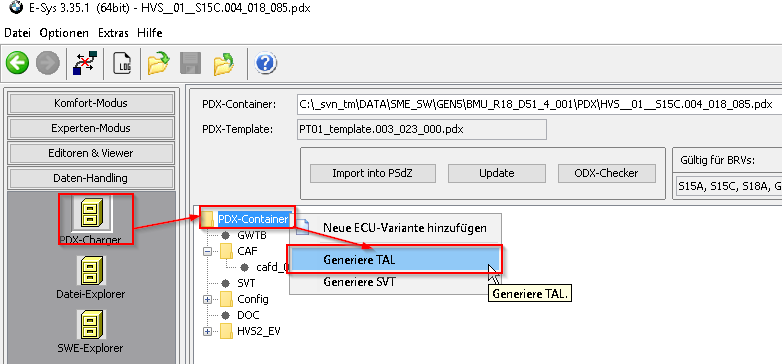 E-Sys 3.35.1 (64bit) - HVS__01__S15C.004_018_085.pdx
Datei Optionen Extras Hilfe
LOG
?
Komfort-Modus
Experten-Modus
Editoren & Viewer
Daten-Handling
PDX-Charger
Datei-Explorer
SWE-Explorer
PDX-Container: C:\_svn_tm\DATA\SME_SW\GEN5\BMU_R18_D51_4_001\PDX\HVS__01__S15C.004_018_085.pdx
PDX-Template: PT01_template.003_023_000.pdx
Import into PSdZ Update ODX-Checker
Gültig für BRVs:
S15A, S15C, S18A, G
PDX-Container
GWTB
CAF
cafd_0
SVT
Config
DOC
HVS2_EV
Neue ECU-Variante hinzufügen
Generiere TAL
Generiere SVT
Generiere TAL.